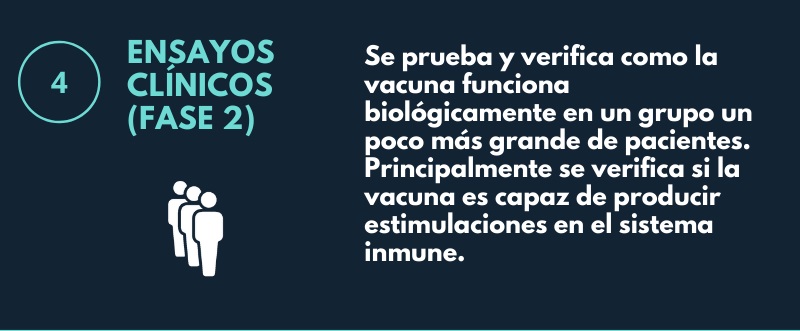 4
ENSAYOS
CLÍNICOS
(FASE 2)
Se prueba y verifica como la
vacuna funciona
biológicamente en un grupo un
poco más grande de pacientes.
Principalmente se verifica si la
vacuna es capaz de producir
estimulaciones en el sistema
inmune.